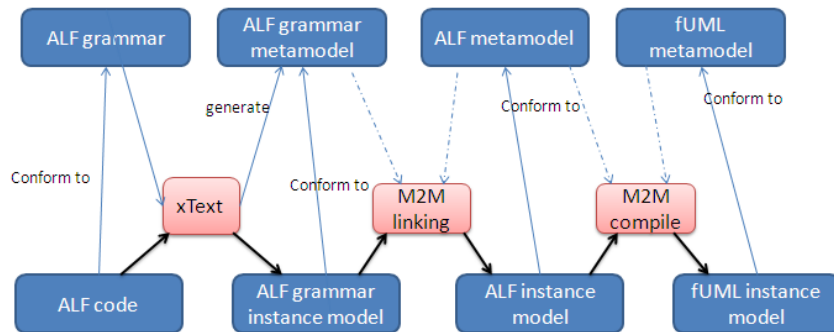 ALF grammar
ALF grammar
metamodel
ALF metamodel
fUML
metamodel
generate
Conform to
Conform to
Conform to
Conform to
xText
M2M
linking
M2M
compile
ALF code
ALF grammar
instance model
ALF instance
model
fUML instance
model